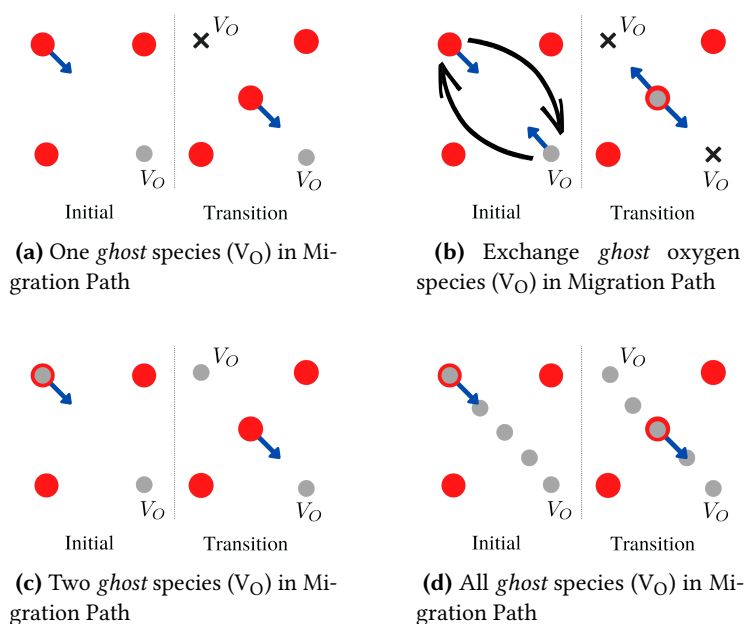 V_O
V_O
V_O
V_O
Initial
Transition
Initial
Transition
(a) One ghost species (V_O) in Mi-
gration Path
(b) Exchange ghost oxygen
species (V_O) in Migration Path
V_O
V_O
V_O
V_O
V_O
V_O
Initial
Transition
Initial
Transition
(c) Two ghost species (V_O) in Mi-
gration Path
(d) All ghost species (V_O) in Mi-
gration Path